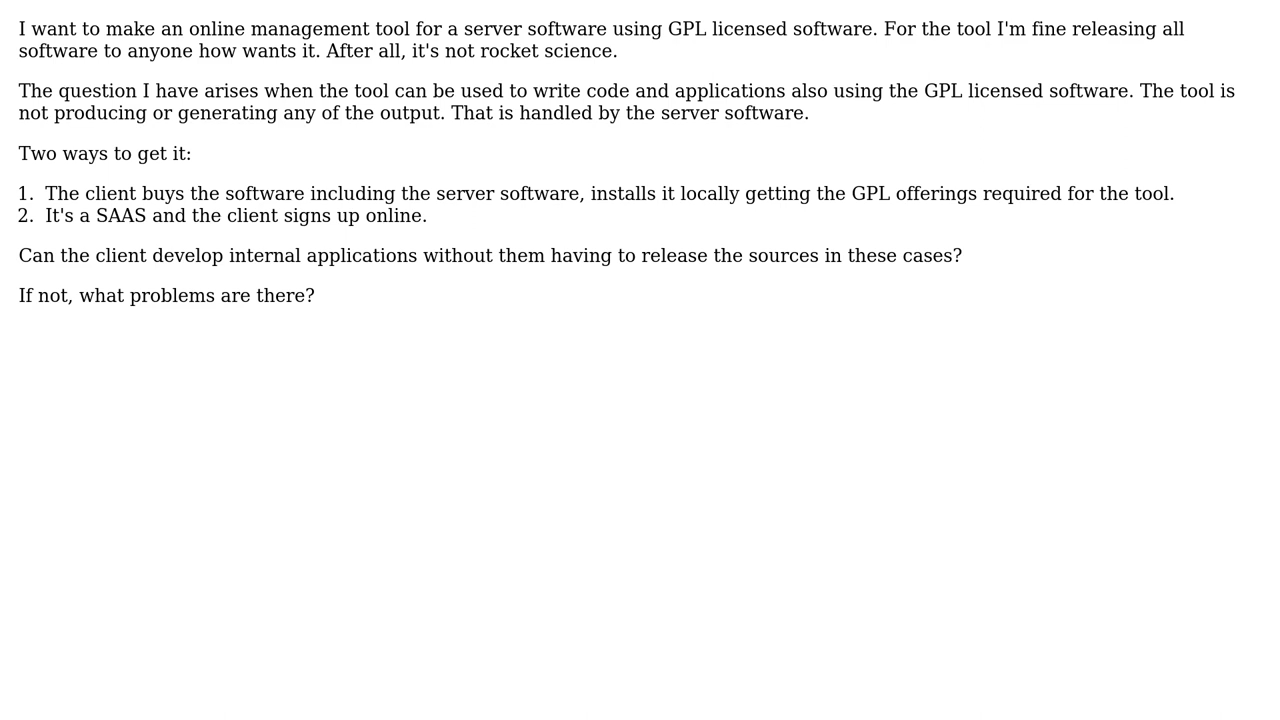 I want to make an online management tool for a server software using GPL licensed software. For the tool I'm fine releasing all
software to anyone how wants it. After all, it's not rocket science.
The question I have arises when the tool can be used to write code and applications also using the GPL licensed software. The tool is
not producing or generating any of the output. That is handled by the server software.
Two ways to get it:
1. The client buys the software including the server software, installs it locally getting the GPL offerings required for the tool.
2. It's a SAAS and the client signs up online.
Can the client develop internal applications without them having to release the sources in these cases?
If not, what problems are there?